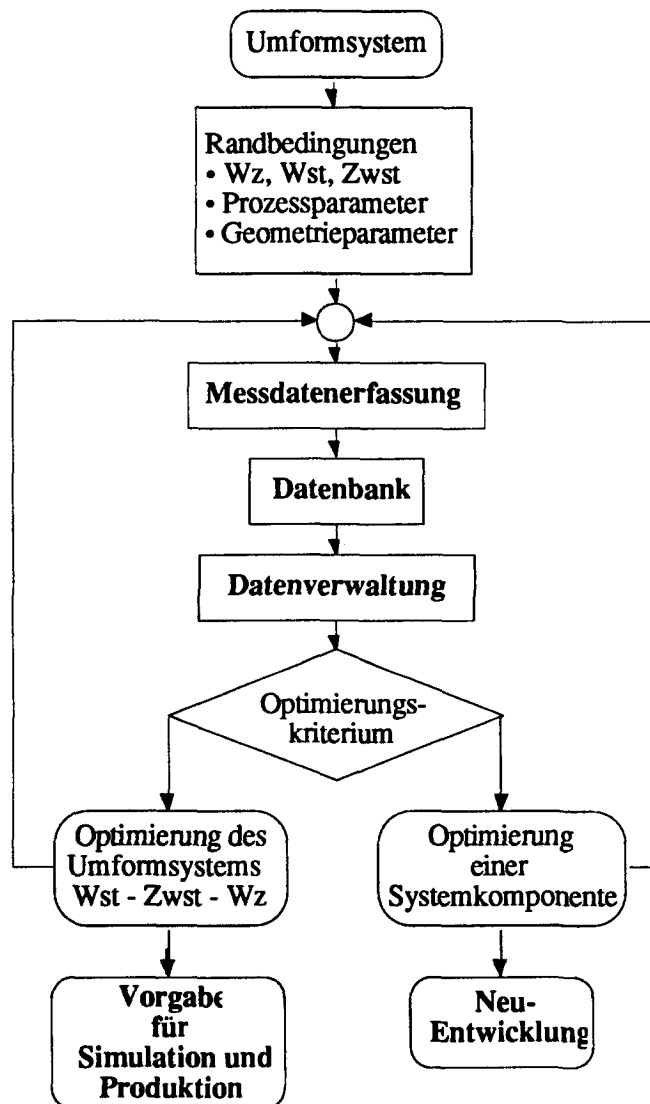 Umformsystem
Randbedingungen
• Wz, Wst, Zwst
• Prozessparameter
• Geometrieparameter
Messdatenerfassung
Datenbank
Datenverwaltung
Optimierungs-
kriterium
Optimierung des
Umformsystems
Wst - Zwst - Wz
Optimierung
einer
Systemkomponente
Vorgabe
für
Simulation und
Produktion
Neu-
Entwicklung